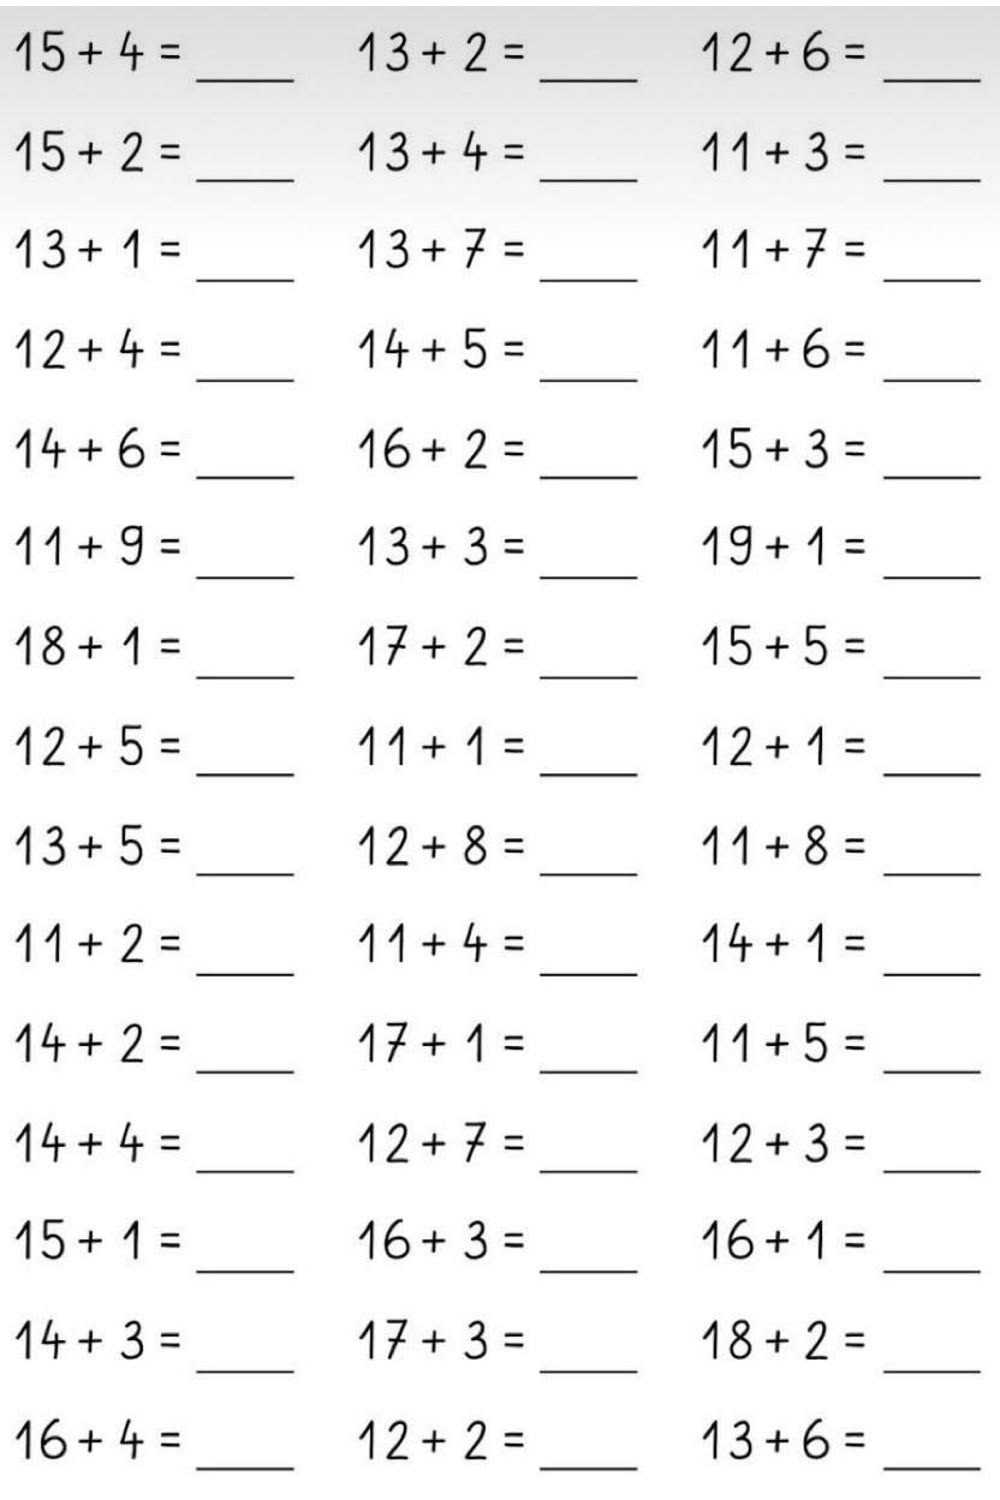 15 + 4 = ____ 13 + 2 = ____ 12 + 6 = ____
15 + 2 = ____ 13 + 4 = ____ 11 + 3 = ____
13 + 1 = ____ 13 + 7 = ____ 11 + 7 = ____
12 + 4 = ____ 14 + 5 = ____ 11 + 6 = ____
14 + 6 = ____ 16 + 2 = ____ 15 + 3 = ____
11 + 9 = ____ 13 + 3 = ____ 19 + 1 = ____
18 + 1 = ____ 17 + 2 = ____ 15 + 5 = ____
12 + 5 = ____ 11 + 1 = ____ 12 + 1 = ____
13 + 5 = ____ 12 + 8 = ____ 11 + 8 = ____
11 + 2 = ____ 11 + 4 = ____ 14 + 1 = ____
14 + 2 = ____ 17 + 1 = ____ 11 + 5 = ____
14 + 4 = ____ 12 + 7 = ____ 12 + 3 = ____
15 + 1 = ____ 16 + 3 = ____ 16 + 1 = ____
14 + 3 = ____ 17 + 3 = ____ 18 + 2 = ____
16 + 4 = ____ 12 + 2 = ____ 13 + 6 = ____